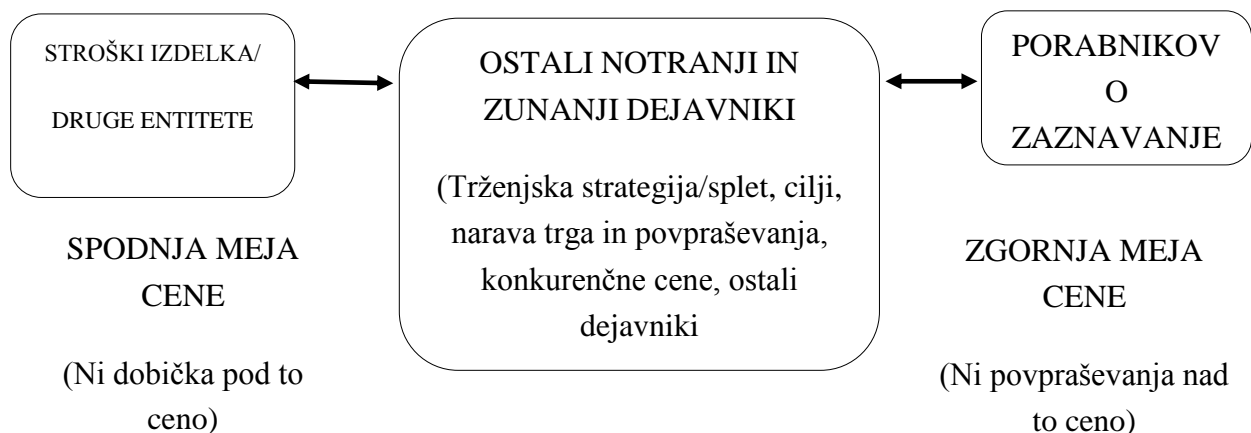 STROŠKI IZDELKA/
DRUGE ENTITETE
SPODNJA MEJA
CENE
(Ni dobička pod to
ceno)
OSTALI NOTRANJI IN
ZUNANJI DEJAVNIKI
(Trženjska strategija/splet, cilji,
narava trga in povpraševanja,
konkurenčne cene, ostali
dejavniki
PORABNIKOV
O
ZAZNAVANJE
ZGORNJA MEJA
CENE
(Ni povpraševanja nad
to ceno)